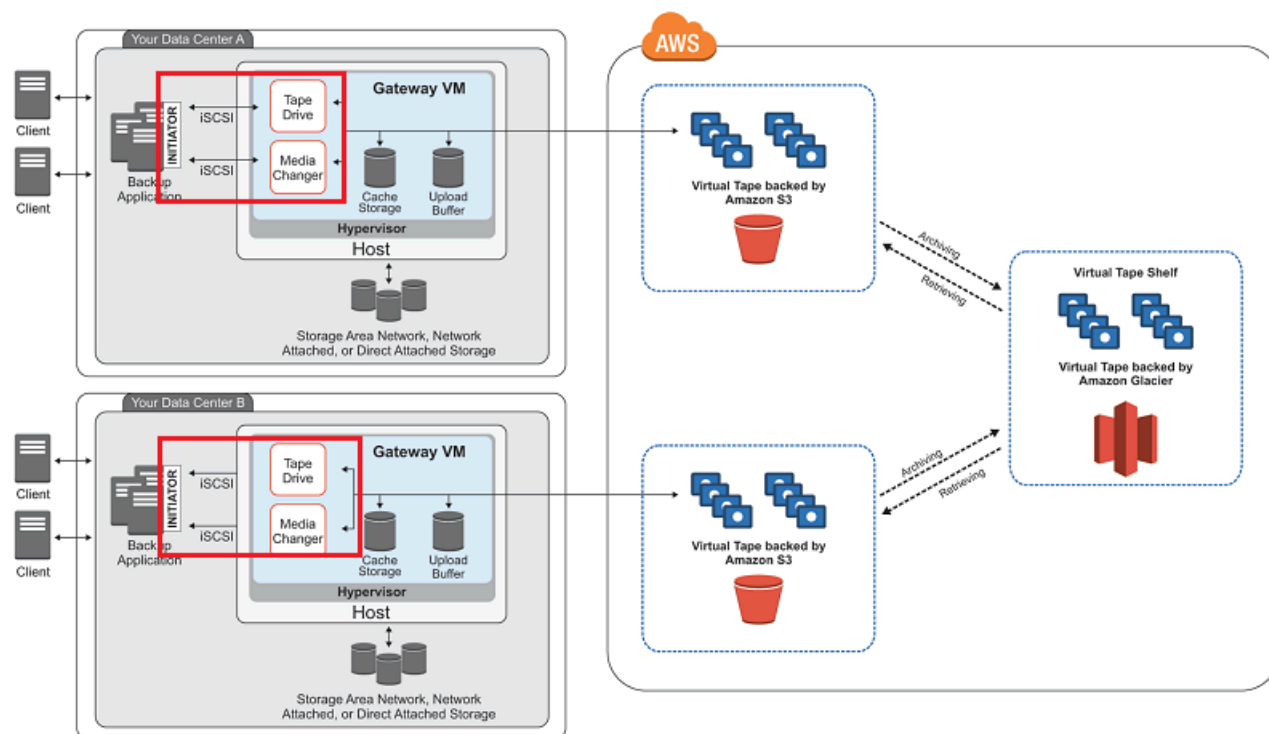 Your Data Center A
Client
Client
Backup
Application
INITIATOR
iSCSI
iSCSI
Tape
Drive
Media
Changer
Gateway VM
Cache
Storage
Upload
Buffer
Hypervisor
Host
Storage Area Network, Network
Attached, or Direct Attached Storage
Your Data Center B
Client
Client
Backup
Application
INITIATOR
iSCSI
iSCSI
Tape
Drive
Media
Changer
Gateway VM
Cache
Storage
Upload
Buffer
Hypervisor
Host
Storage Area Network, Network
Attached, or Direct Attached Storage
AWS
Virtual Tape backed by
Amazon S3
Archiving
Retrieving
Virtual Tape Shelf
Virtual Tape backed by
Amazon Glacier
Archiving
Retrieving
Virtual Tape backed by
Amazon S3